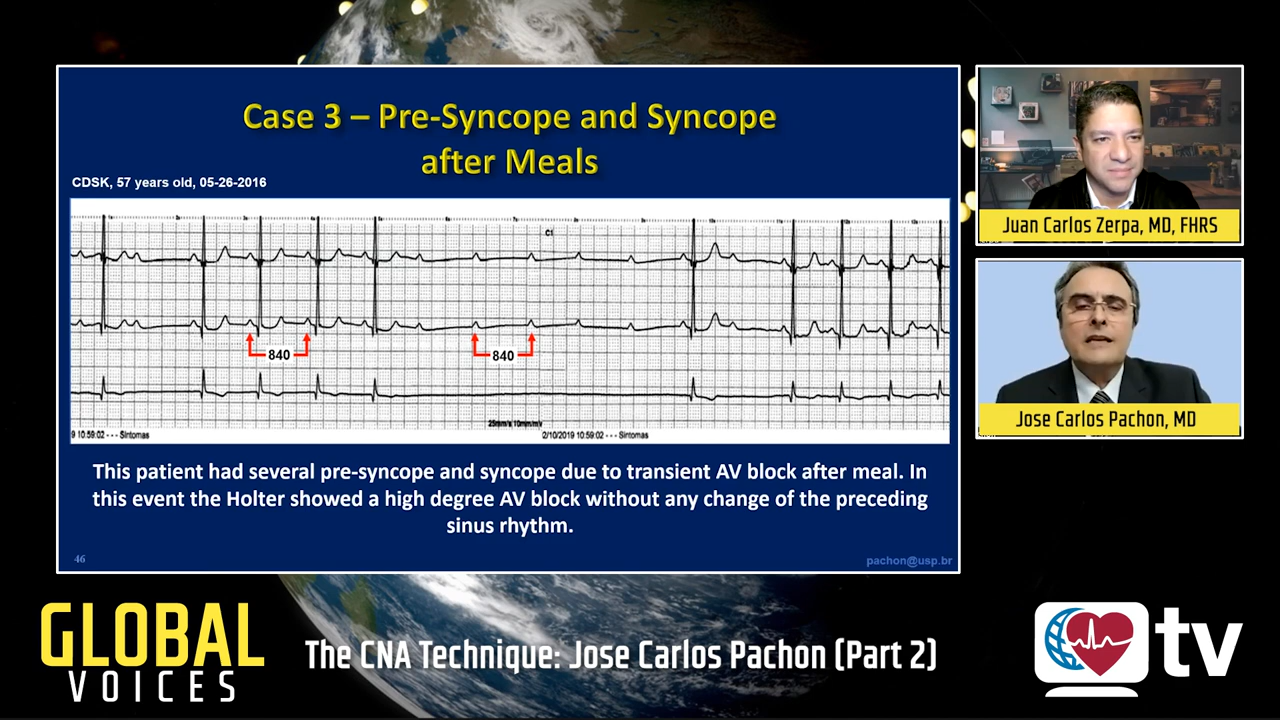 Case 3 – Pre-Syncope and Syncope
after Meals
CDSK, 57 years old, 05-26-2016
C1
840
840
25mm/s 10mm/mV
9 10:59:02 - - - Sintomas
2/10/2019 10:59:02 - - - Sintomas
This patient had several pre-syncope and syncope due to transient AV block after meal. In
this event the Holter showed a high degree AV block without any change of the preceding
sinus rhythm.
46
pachon@usp.br
Juan Carlos Zerpa, MD, FHRS
Jose Carlos Pachon, MD
GLOBAL
VOICES
The CNA Technique: Jose Carlos Pachon (Part 2)
tv